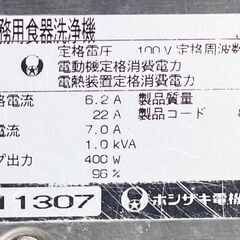 務用食器洗浄機
定格電圧 100V 定格周波数
電動機定格消費電力
電熱装置定格消費電力
格電流 6.2A 製品質量
22A 製品コード
流 7.0A
1.0kVA
プ出力 400W
96%
11307 ホシザキ電機